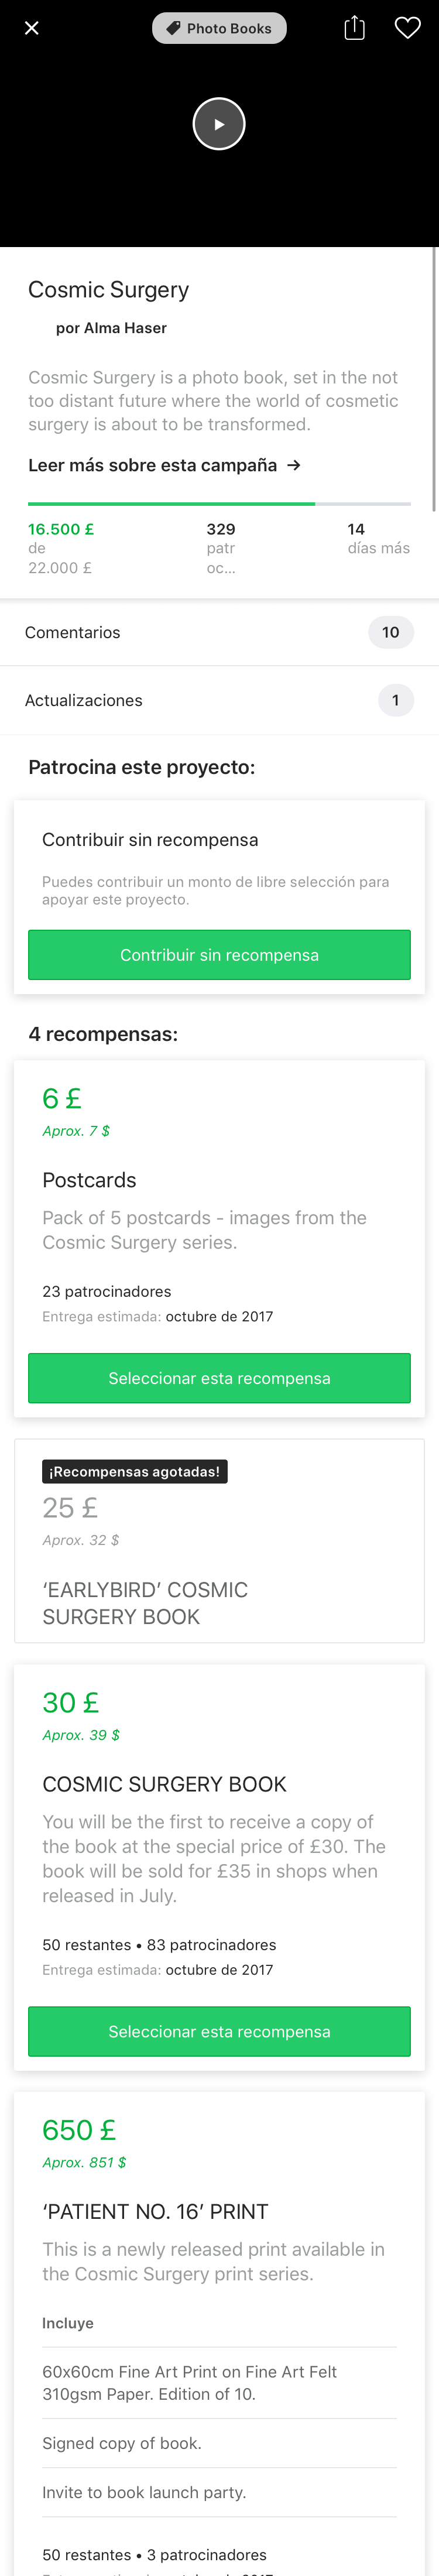 Photo Books
Cosmic Surgery
por Alma Haser
Cosmic Surgery is a photo book, set in the not
too distant future where the world of cosmetic
surgery is about to be transformed.
Leer más sobre esta campaña →
16.500 £
de
22.000 £
329
patr
oc...
14
días más
Comentarios
10
Actualizaciones
1
Patrocina este proyecto:
Contribuir sin recompensa
Puedes contribuir un monto de libre selección para
apoyar este proyecto.
Contribuir sin recompensa
4 recompensas:
6 £
Aprox. 7 $
Postcards
Pack of 5 postcards - images from the
Cosmic Surgery series.
23 patrocinadores
Entrega estimada: octubre de 2017
Seleccionar esta recompensa
¡Recompensas agotadas!
25 £
Aprox. 32 $
‘EARLYBIRD’ COSMIC
SURGERY BOOK
30 £
Aprox. 39 $
COSMIC SURGERY BOOK
You will be the first to receive a copy of
the book at the special price of £30. The
book will be sold for £35 in shops when
released in July.
50 restantes • 83 patrocinadores
Entrega estimada: octubre de 2017
Seleccionar esta recompensa
650 £
Aprox. 851 $
‘PATIENT NO. 16’ PRINT
This is a newly released print available in
the Cosmic Surgery print series.
Incluye
60x60cm Fine Art Print on Fine Art Felt
310gsm Paper. Edition of 10.
Signed copy of book.
Invite to book launch party.
50 restantes • 3 patrocinadores